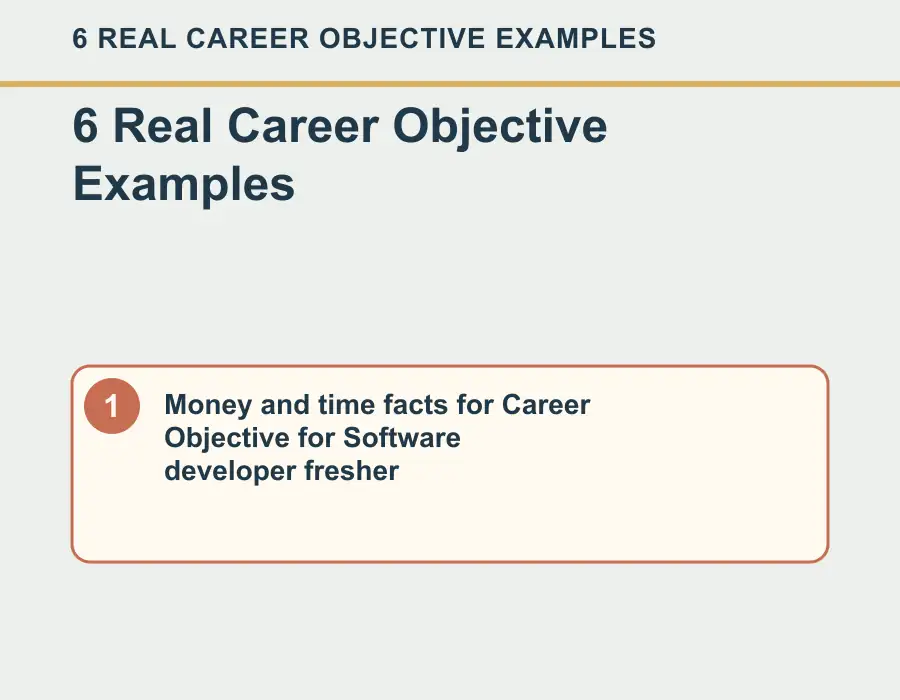 6 REAL CAREER OBJECTIVE EXAMPLES
6 Real Career Objective
Examples
1
Money and time facts for Career
Objective for Software
developer fresher